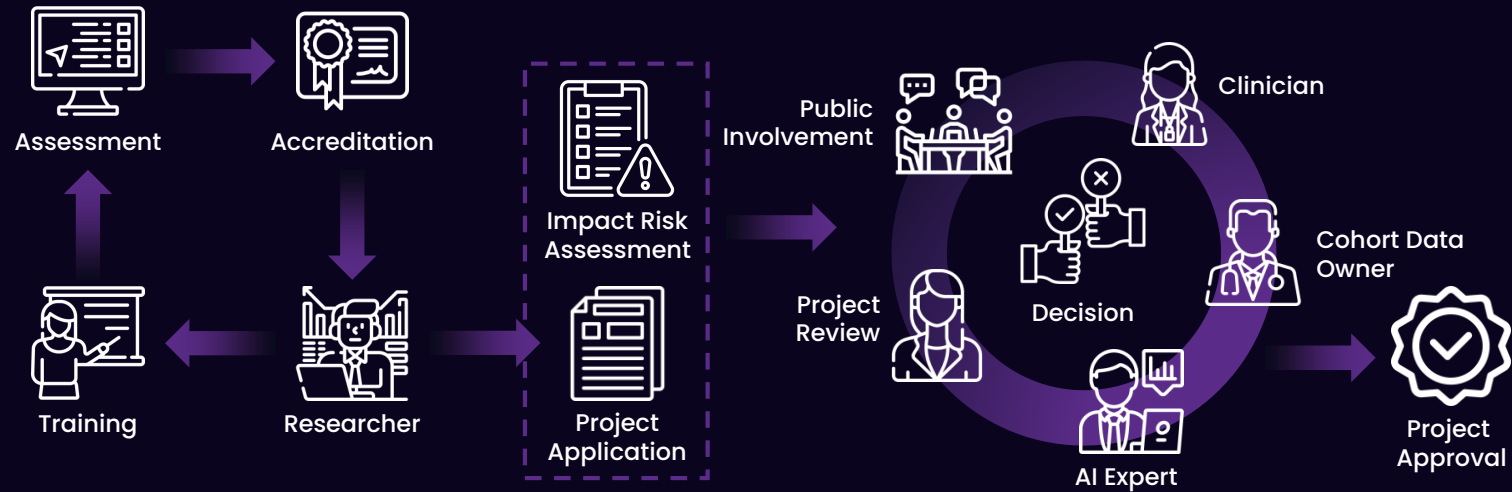 Assessment
Accreditation
Training
Researcher
Impact Risk
Assessment
Project
Application
Public
Involvement
Clinician
Cohort Data
Owner
Project
Review
Decision
AI Expert
Project
Approval